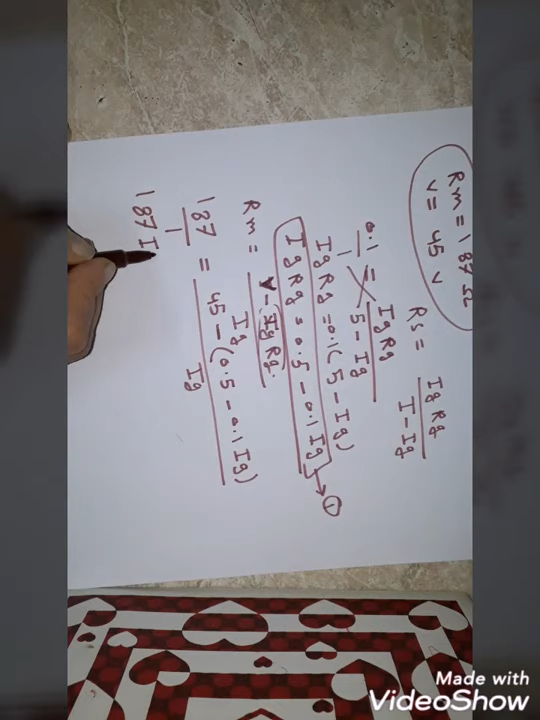 Rm = 187 Ω
V = 45 V
Rs = IgRg / I - Ig
0.1 / 1 = IgRg / 5 - Ig
IgRg = 0.1 (5 - Ig)
IgRg = 0.5 - 0.1 Ig → ①
Rm = V - IgRg / Ig
187 / 1 = 45 - (0.5 - 0.1 Ig) / Ig
187 I
Made with
VideoShow